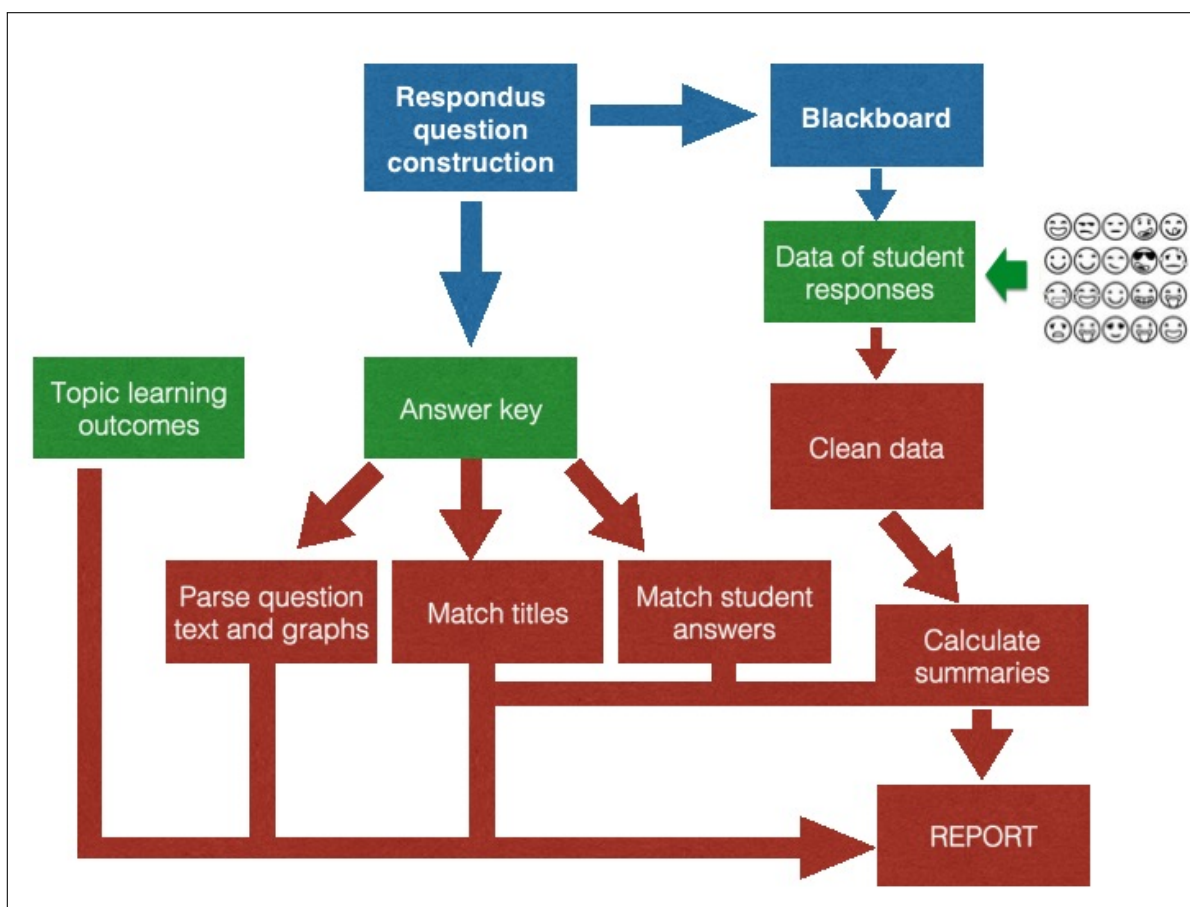 Respondus
question
construction
Blackboard
Data of student
responses
Topic learning
outcomes
Answer key
Clean data
Parse question
text and graphs
Match titles
Match student
answers
Calculate
summaries
REPORT